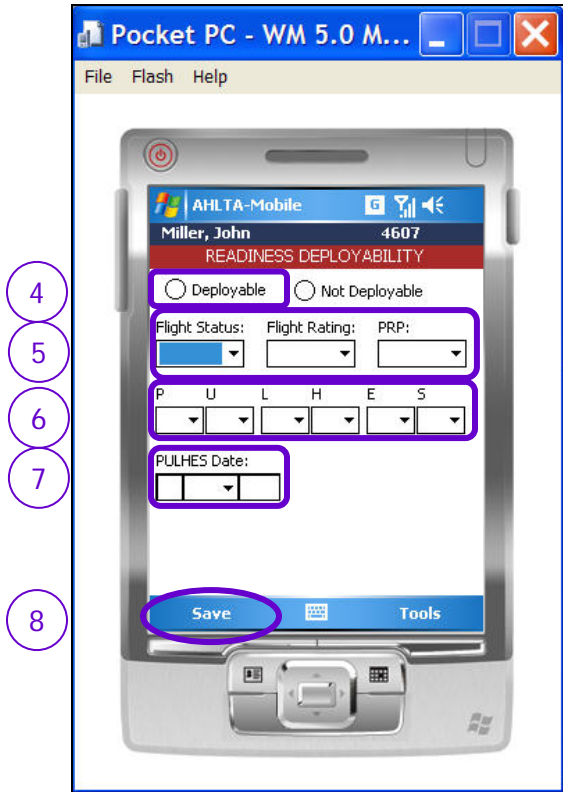 Pocket PC - WM 5.0 M...
File Flash Help
AHLTA-Mobile G
Miller, John 4607
READINESS DEPLOYABILITY
4 Deployable Not Deployable
Flight Status: Flight Rating: PRP:
5
P U L H E S
6
PULHES Date:
7
8 Save Tools